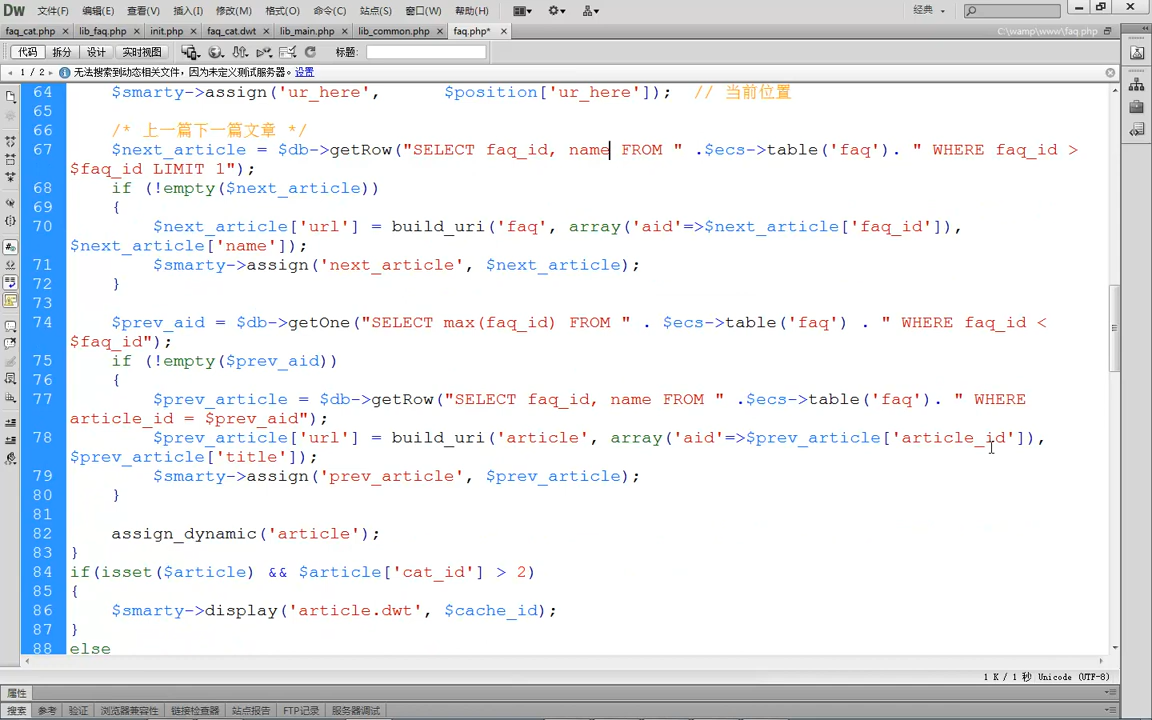 Dw 文件(F) 编辑(E) 查看(V) 插入(I) 修改(M) 格式(O) 命令(C) 站点(S) 窗口(W) 帮助(H) 经典
faq_cat.php × lib_faq.php × init.php × faq_cat.dwt × lib_main.php × lib_common.php × faq.php* × C:\wamp\www\faq.php
代码 拆分 设计 实时视图 标题:
1 / 2 无法搜索到动态相关文件，因为未定义测试服务器。 设置
64 $smarty->assign('ur_here', $position['ur_here']); // 当前位置
65
66 /* 上一篇下一篇文章 */
67 $next_article = $db->getRow("SELECT faq_id, name FROM " .$ecs->table('faq'). " WHERE faq_id >
$faq_id LIMIT 1");
68 if (!empty($next_article))
69 {
70 $next_article['url'] = build_uri('faq', array('aid'=>$next_article['faq_id']),
$next_article['name']);
71 $smarty->assign('next_article', $next_article);
72 }
73
74 $prev_aid = $db->getOne("SELECT max(faq_id) FROM " . $ecs->table('faq') . " WHERE faq_id <
$faq_id");
75 if (!empty($prev_aid))
76 {
77 $prev_article = $db->getRow("SELECT faq_id, name FROM " .$ecs->table('faq'). " WHERE
article_id = $prev_aid");
78 $prev_article['url'] = build_uri('article', array('aid'=>$prev_article['article_id']),
$prev_article['title']);
79 $smarty->assign('prev_article', $prev_article);
80 }
81
82 assign_dynamic('article');
83 }
84 if(isset($article) && $article['cat_id'] > 2)
85 {
86 $smarty->display('article.dwt', $cache_id);
87 }
88 else
1 K / 1 秒 Unicode (UTF-8)
属性
搜索 参考 验证 浏览器兼容性 链接检查器 站点报告 FTP记录 服务器调试